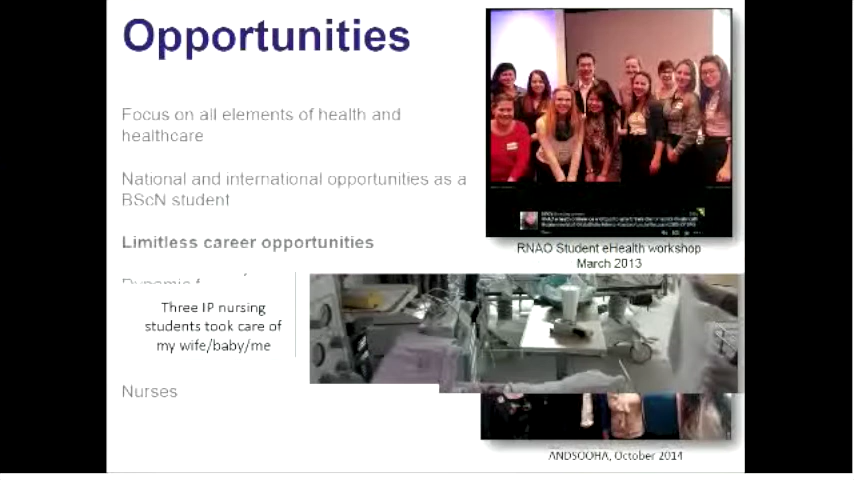 Opportunities
Focus on all elements of health and
healthcare
National and international opportunities as a
BScN student
Limitless career opportunities
Three IP nursing
students took care of
my wife/baby/me
Nurses
RNAO Student eHealth workshop
March 2013
ANDSOOHA, October 2014